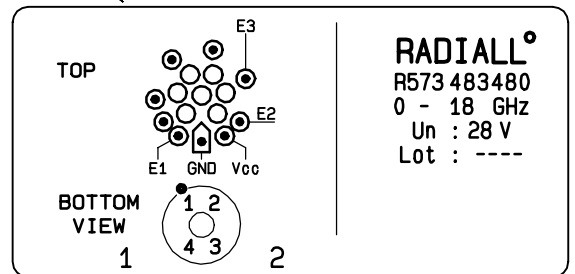 E3
TOP
E2
E1 GND Vcc
BOTTOM
VIEW
1 2
4 3
1 2
RADIALL°
R573 483480
0 - 18 GHz
Un : 28 V
Lot : ----